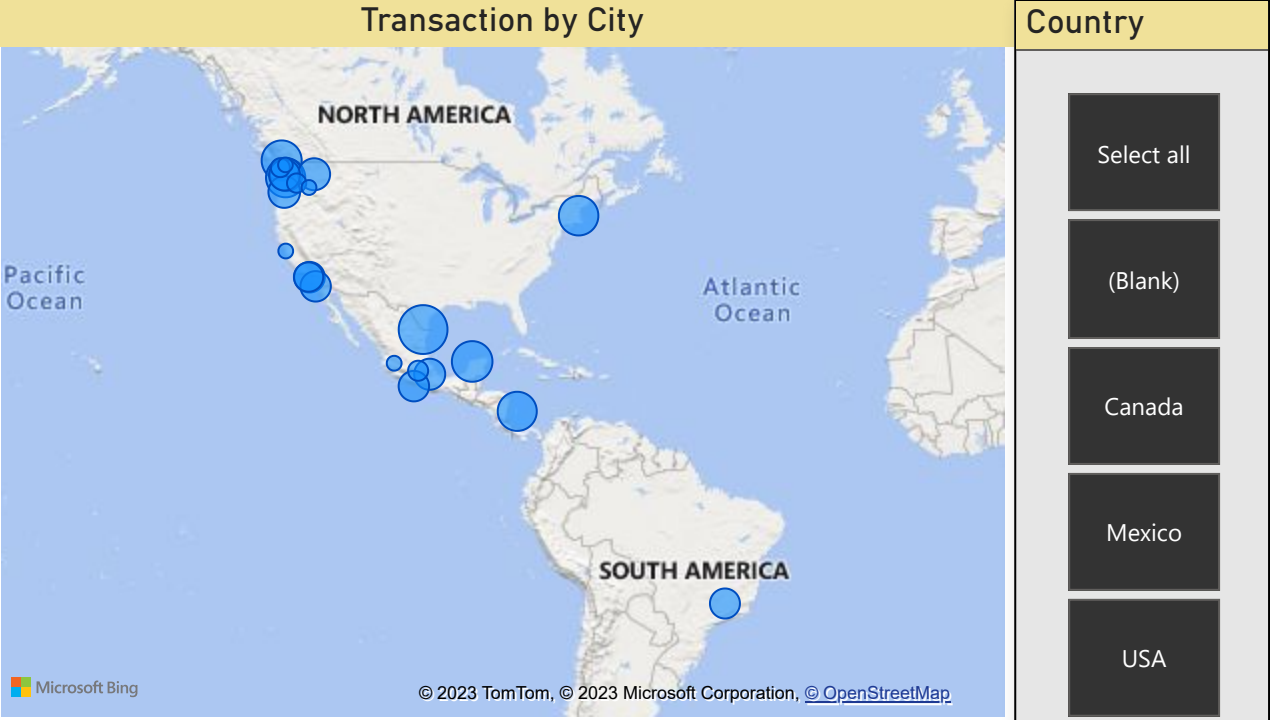 Transaction by City
Country
NORTH AMERICA
Select all
(Blank)
Pacific
Ocean
Atlantic
Ocean
Canada
Mexico
SOUTH AMERICA
USA
Microsoft Bing
© 2023 TomTom, © 2023 Microsoft Corporation, © OpenStreetMap